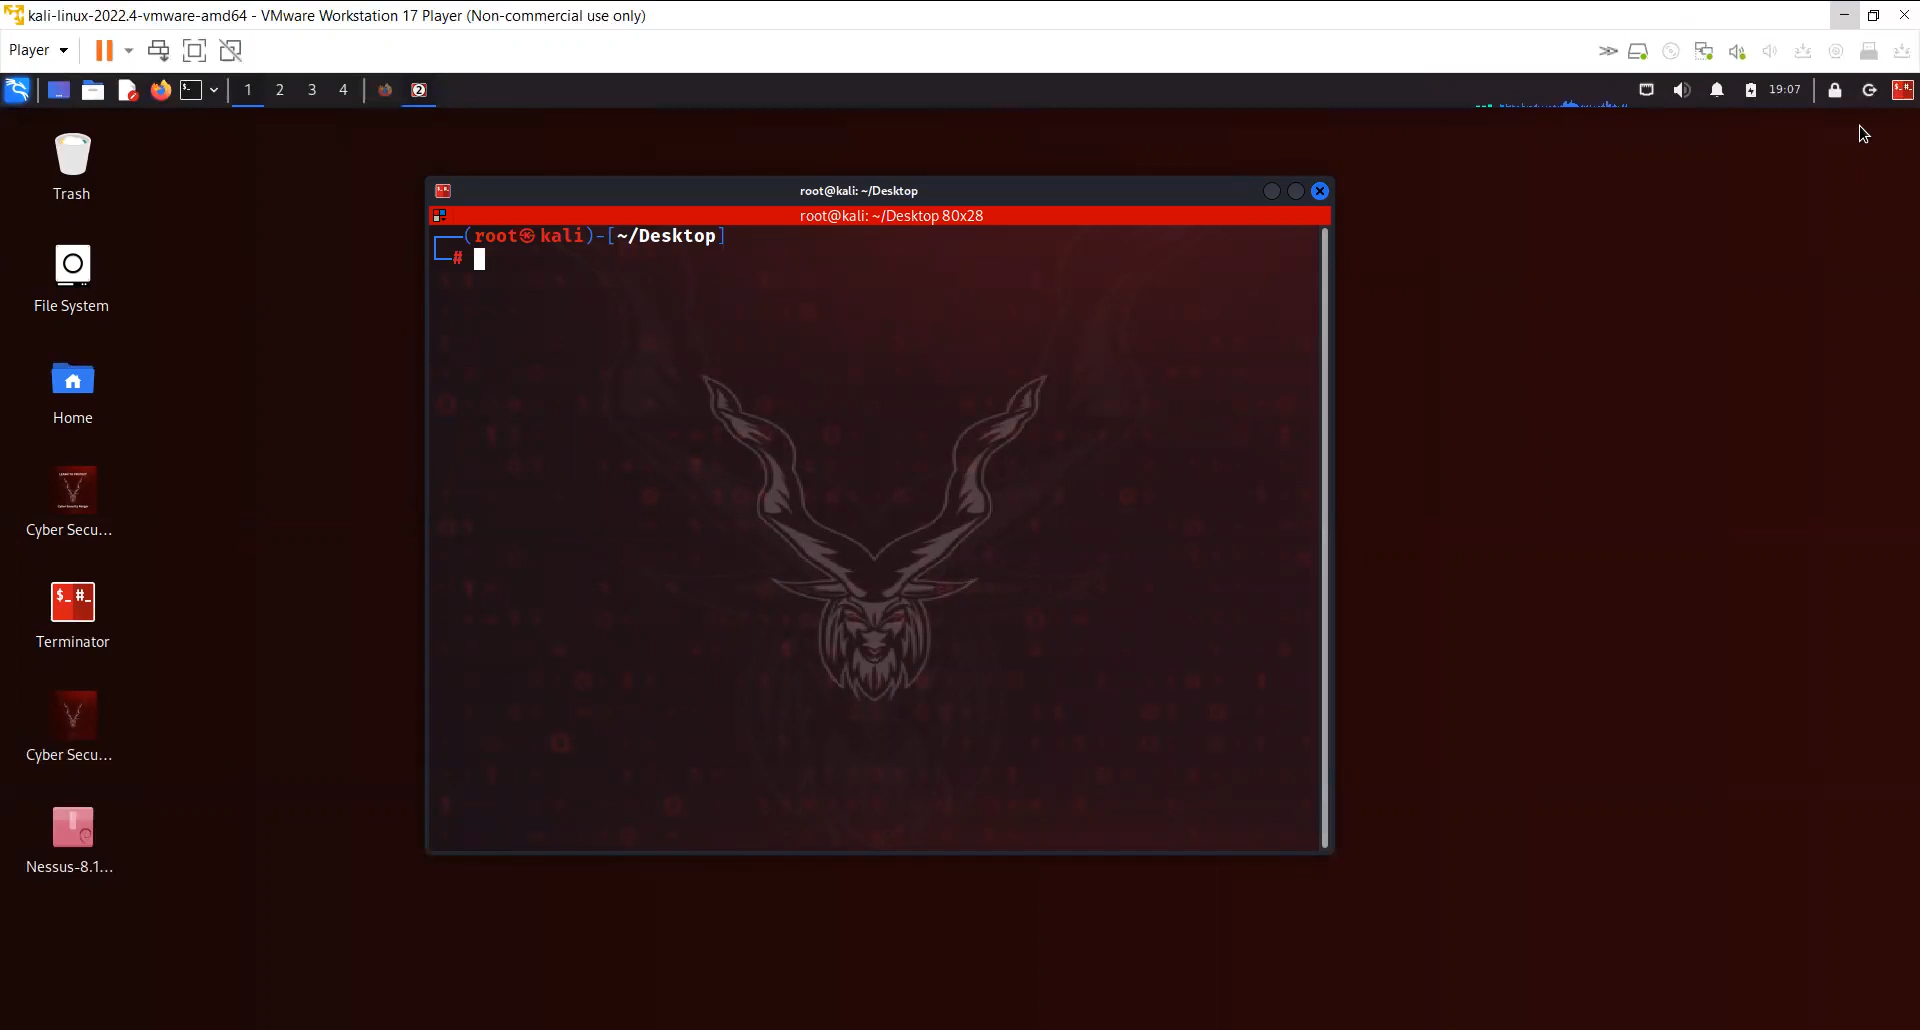 kali-linux-2022.4-vmware-amd64 - VMware Workstation 17 Player (Non-commercial use only)
Player
1 2 3 4 2 19:07
Trash
File System
Home
Cyber Secu...
Terminator
Cyber Secu...
Nessus-8.1...
root@kali: ~/Desktop
root@kali: ~/Desktop 80x28
┌──(root㉿kali)-[~/Desktop]
└─#